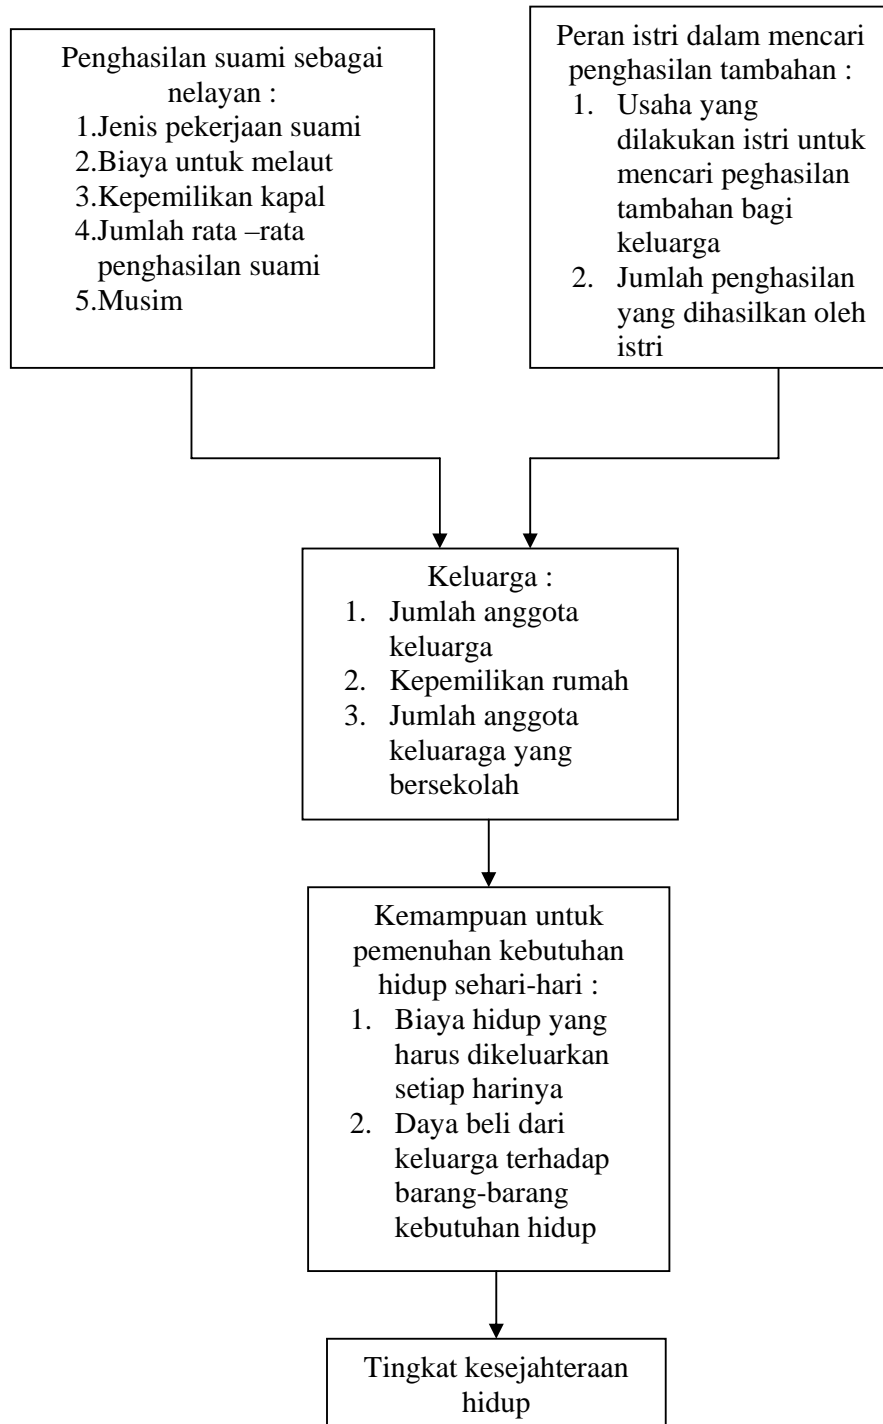 Penghasilan suami sebagai
nelayan :
1.Jenis pekerjaan suami
2.Biaya untuk melaut
3.Kepemilikan kapal
4.Jumlah rata –rata
penghasilan suami
5.Musim
Peran istri dalam mencari
penghasilan tambahan :
1. Usaha yang
dilakukan istri untuk
mencari peghasilan
tambahan bagi
keluarga
2. Jumlah penghasilan
yang dihasilkan oleh
istri
Keluarga :
1. Jumlah anggota
keluarga
2. Kepemilikan rumah
3. Jumlah anggota
keluaraga yang
bersekolah
Kemampuan untuk
pemenuhan kebutuhan
hidup sehari-hari :
1. Biaya hidup yang
harus dikeluarkan
setiap harinya
2. Daya beli dari
keluarga terhadap
barang-barang
kebutuhan hidup
Tingkat kesejahteraan
hidup